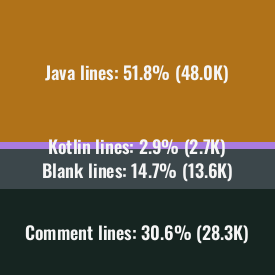 Java lines: 51.8% (48.0K)
Kotlin lines: 2.9% (2.7K)
Blank lines: 14.7% (13.6K)
Comment lines: 30.6% (28.3K)